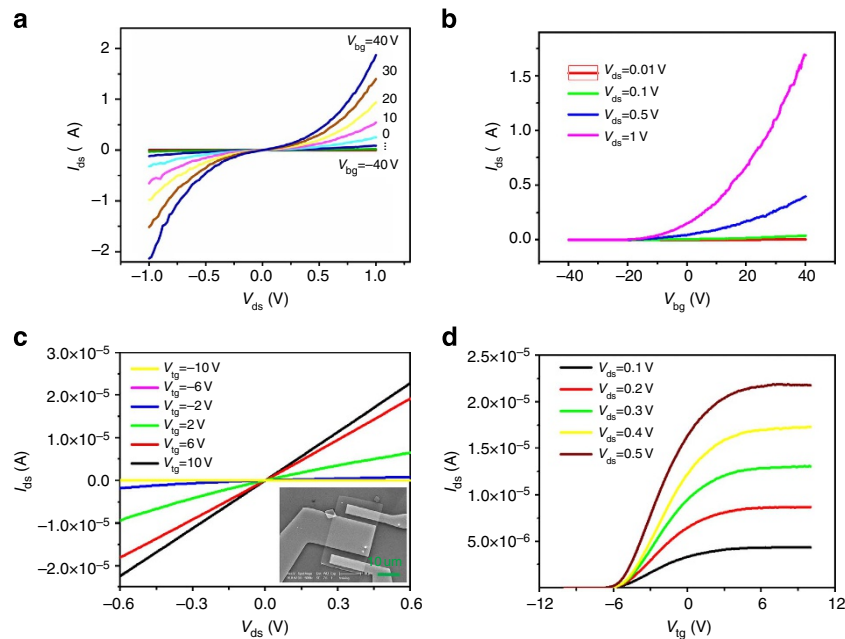 a
V_bg=40 V
30
20
10
0
...
V_bg=−40 V
2
1
0
−1
−2
I_ds ( A)
−1.0 −0.5 0.0 0.5 1.0
V_ds (V)
b
V_ds=0.01 V
V_ds=0.1 V
V_ds=0.5 V
V_ds=1 V
1.5
1.0
0.5
0.0
I_ds ( A)
−40 −20 0 20 40
V_bg (V)
c
3.0×10⁻⁵
2.0×10⁻⁵
1.0×10⁻⁵
0.0
−1.0×10⁻⁵
−2.0×10⁻⁵
I_ds (A)
V_tg=−10 V
V_tg=−6 V
V_tg=−2 V
V_tg=2 V
V_tg=6 V
V_tg=10 V
−0.6 −0.3 0.0 0.3 0.6
V_ds (V)
d
2.5×10⁻⁵
2.0×10⁻⁵
1.5×10⁻⁵
1.0×10⁻⁵
5.0×10⁻⁶
I_ds (A)
V_ds=0.1 V
V_ds=0.2 V
V_ds=0.3 V
V_ds=0.4 V
V_ds=0.5 V
−12 −6 0 6 12
V_tg (V)